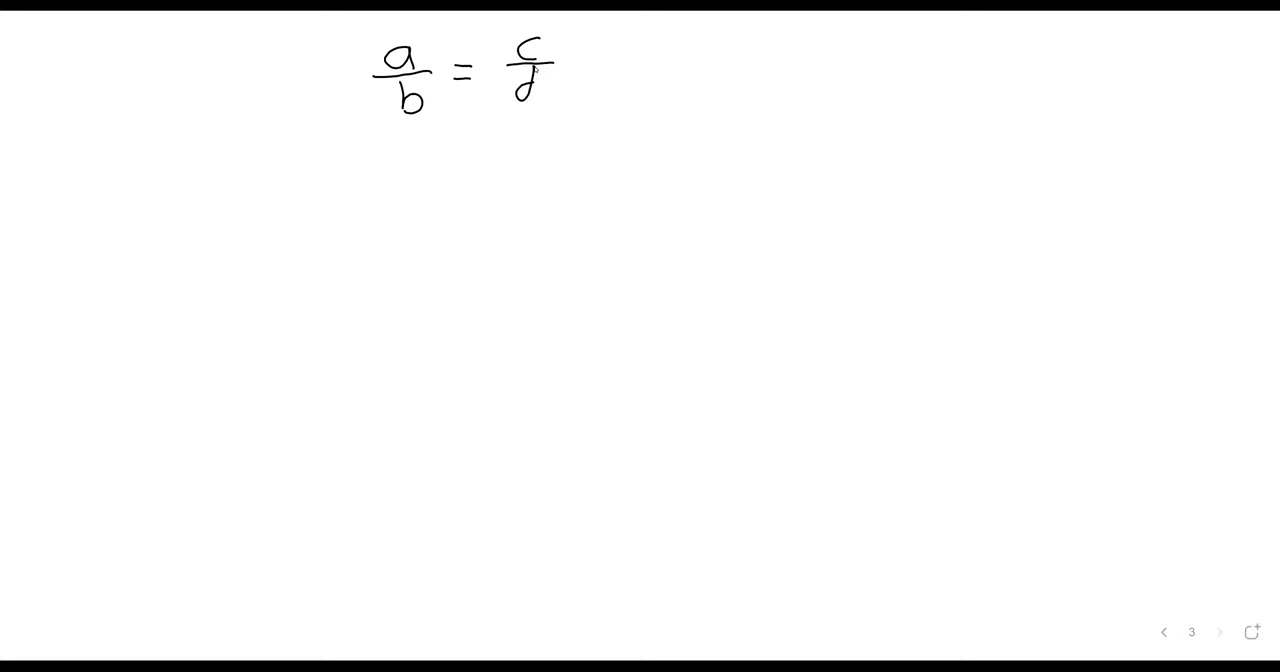 a/b = c/d
3